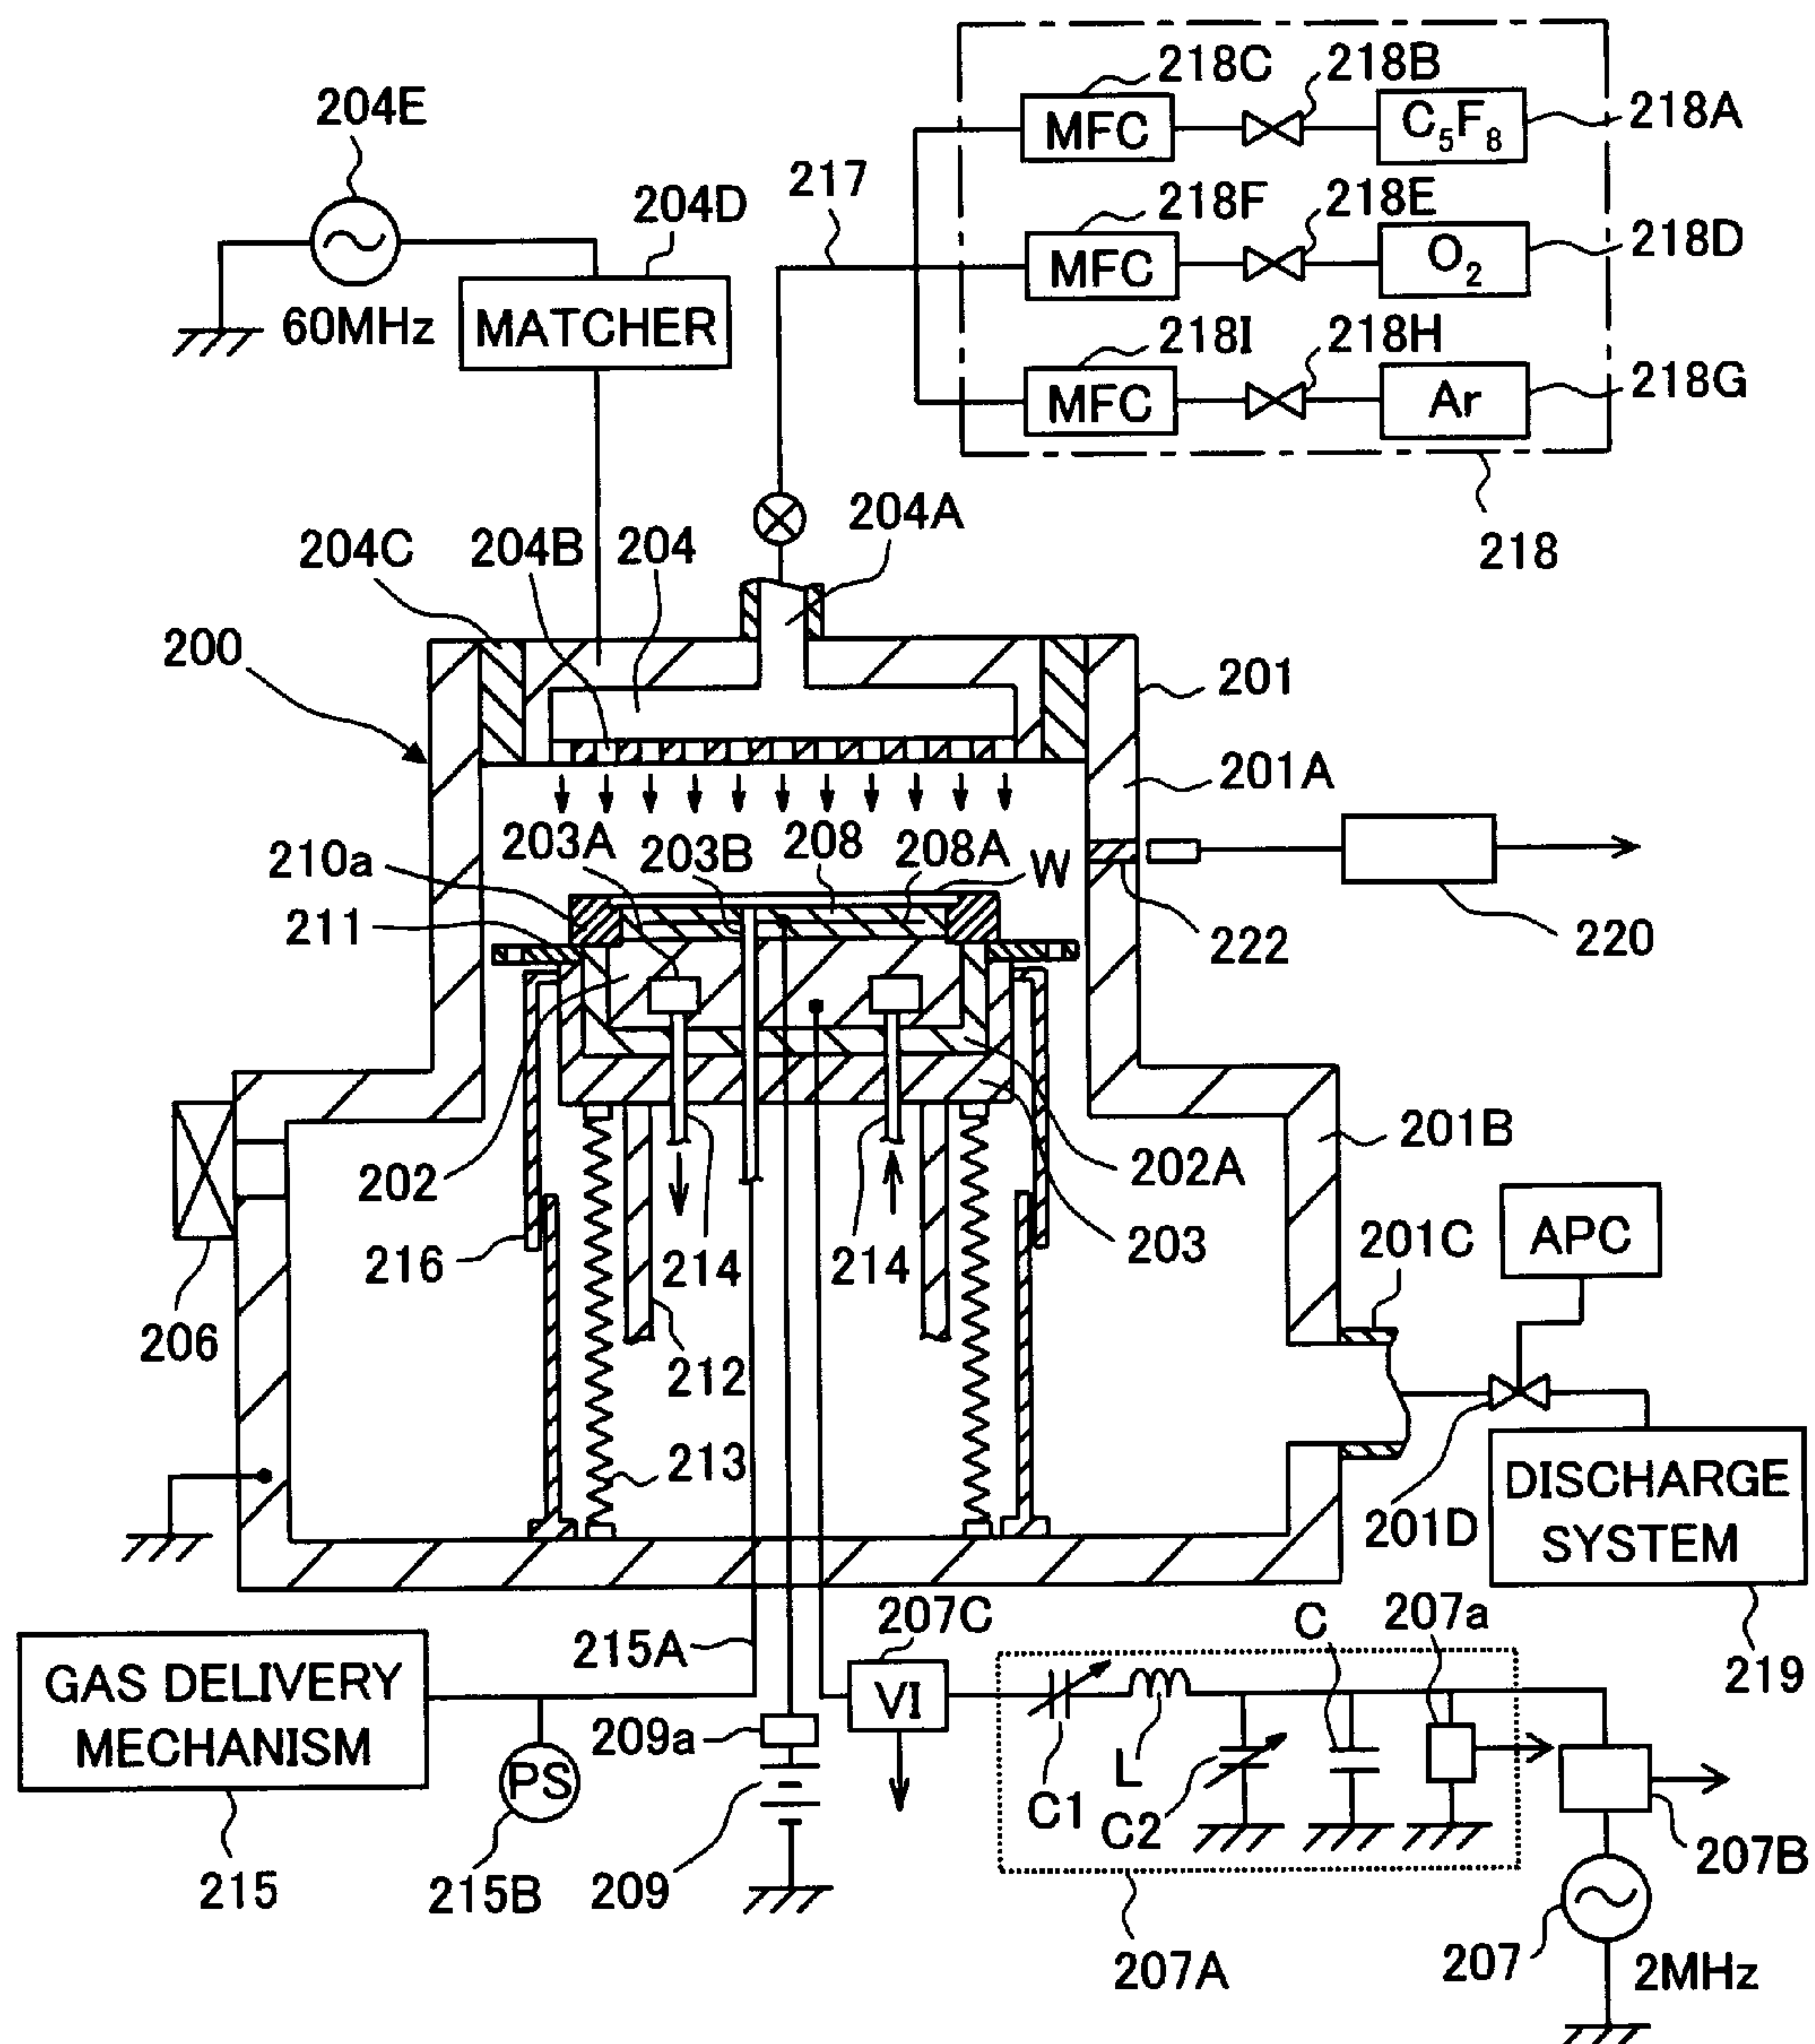 218C
218B
204E
MFC
C5F8
218A
217
218F
218E
204D
MFC
O2
218D
60MHz
MATCHER
218I
218H
MFC
Ar
218G
204C
204B
204
204A
218
200
201
201A
203A
203B
208
208A
W
210a
211
222
220
201B
202
202A
216
214
214
203
201C
APC
206
212
213
201D
DISCHARGE
SYSTEM
207C
C
207a
215A
GAS DELIVERY
MECHANISM
VI
219
209a
PS
L
C1
C2
215
215B
209
207B
207A
207
2MHz